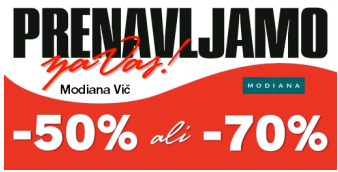 PRENAVLJAMO
za Vas!
Modiana Vič
MODIANA
-50% ali -70%